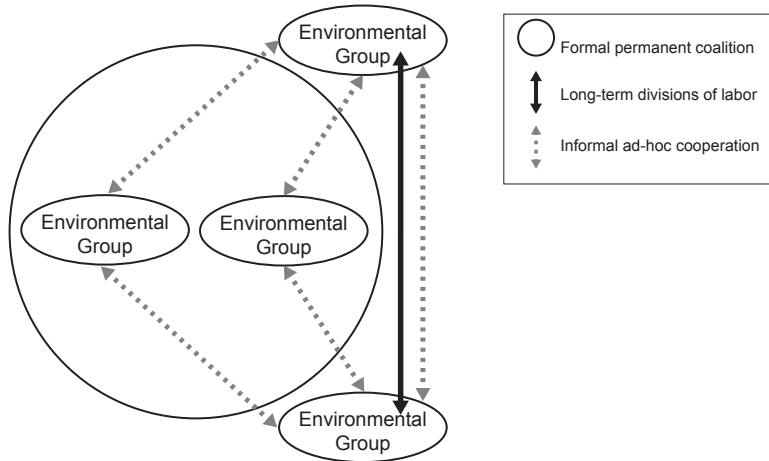 Environmental
Group
Formal permanent coalition
Long-term divisions of labor
Informal ad-hoc cooperation
Environmental
Group
Environmental
Group
Environmental
Group